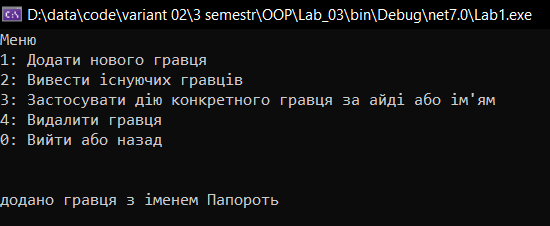 D:\data\code\variant 02\3 semestr\OOP\Lab_03\bin\Debug\net7.0\Lab1.exe
Меню
1: Додати нового гравця
2: Вивести існуючих гравців
3: Застосувати дію конкретного гравця за айді або ім'ям
4: Видалити гравця
0: Вийти або назад
додано гравця з іменем Папороть